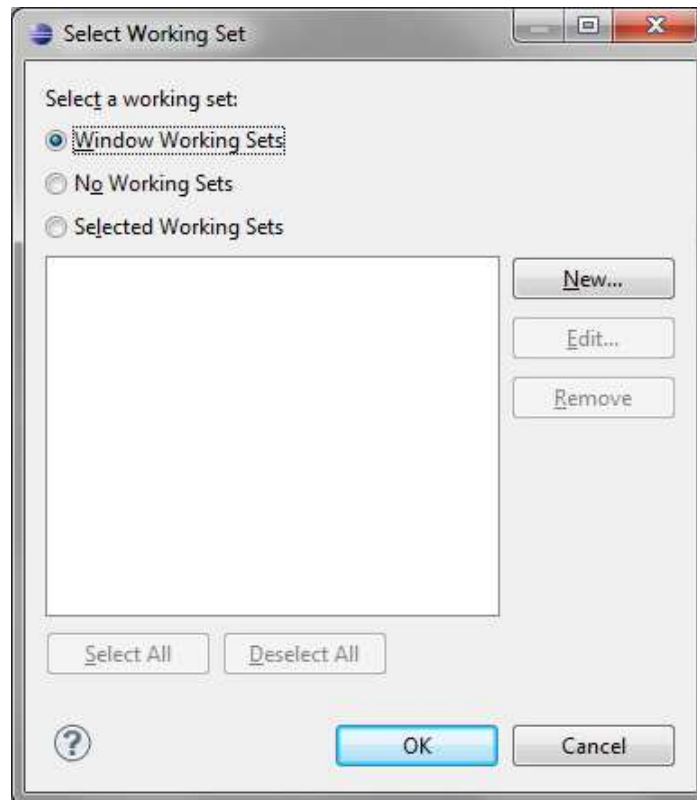 Select Working Set
Select a working set:
Window Working Sets
No Working Sets
Selected Working Sets
New...
Edit...
Remove
Select All Deselect All
? OK Cancel